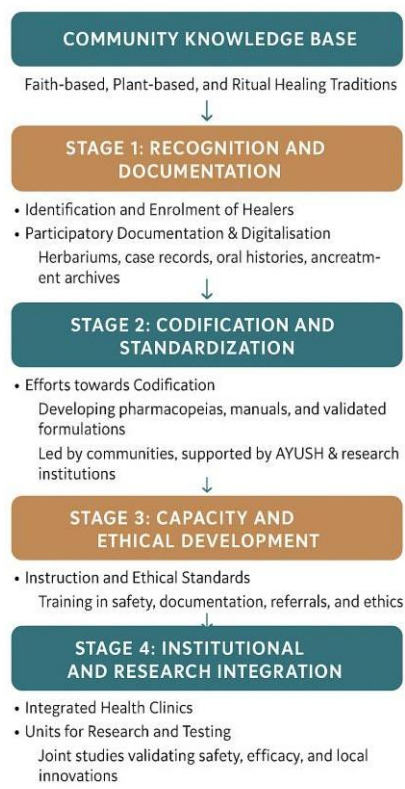 COMMUNITY KNOWLEDGE BASE
Faith-based, Plant-based, and Ritual Healing Traditions
STAGE 1: RECOGNITION AND
DOCUMENTATION
• Identification and Enrolment of Healers
• Participatory Documentation & Digitalisation
Herbariums, case records, oral histories, ancreatm-
ent archives
STAGE 2: CODIFICATION AND
STANDARDIZATION
• Efforts towards Codification
Developing pharmacopeias, manuals, and validated
formulations
Led by communities, supported by AYUSH & research
institutions
STAGE 3: CAPACITY AND
ETHICAL DEVELOPMENT
• Instruction and Ethical Standards
Training in safety, documentation, referrals, and ethics
STAGE 4: INSTITUTIONAL
AND RESEARCH INTEGRATION
• Integrated Health Clinics
• Units for Research and Testing
Joint studies validating safety, efficacy, and local
innovations